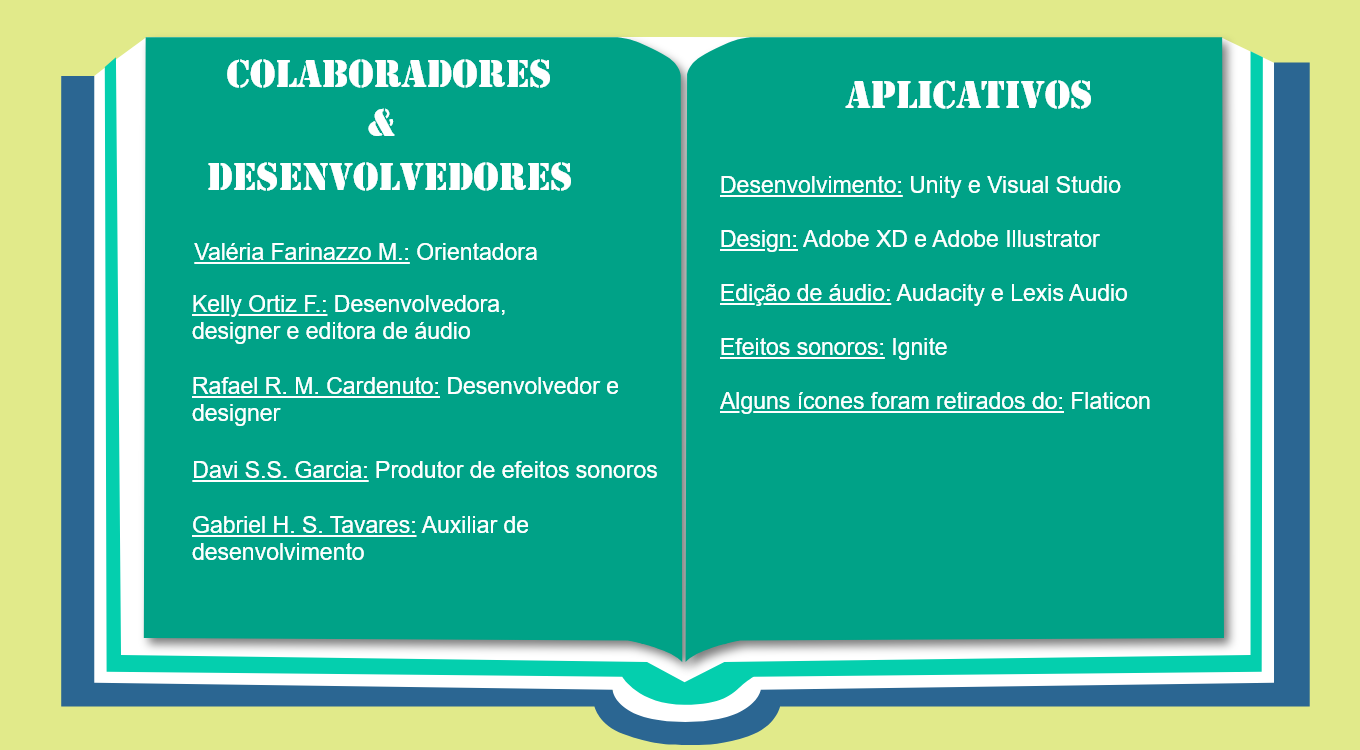 COLABORADORES
&
DESENVOLVEDORES
Valéria Farinazzo M.: Orientadora
Kelly Ortiz F.: Desenvolvedora,
designer e editora de áudio
Rafael R. M. Cardenuto: Desenvolvedor e
designer
Davi S.S. Garcia: Produtor de efeitos sonoros
Gabriel H. S. Tavares: Auxiliar de
desenvolvimento
APLICATIVOS
Desenvolvimento: Unity e Visual Studio
Design: Adobe XD e Adobe Illustrator
Edição de áudio: Audacity e Lexis Audio
Efeitos sonoros: Ignite
Alguns ícones foram retirados do: Flaticon